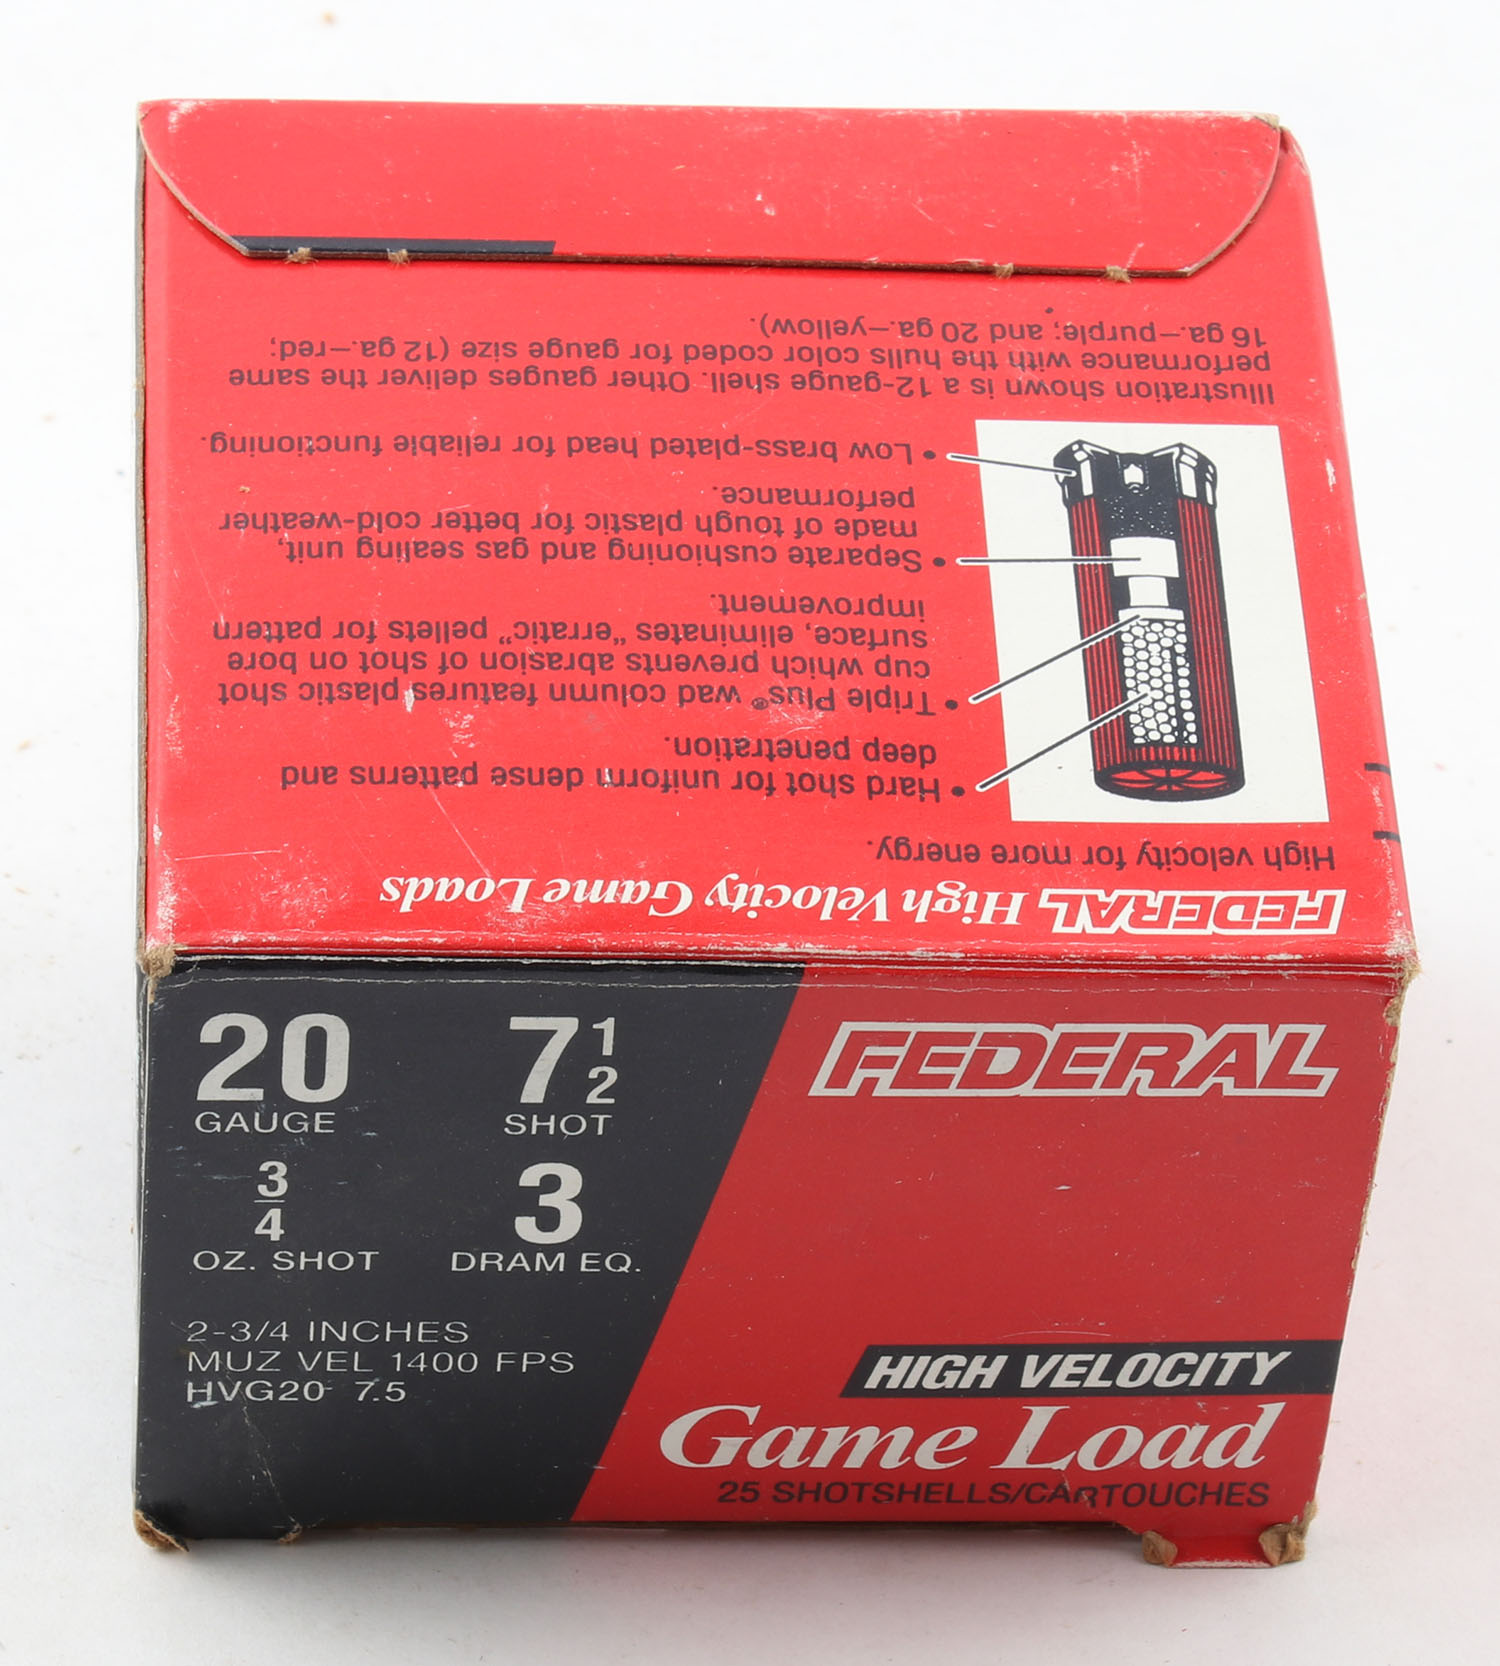 FEDERAL High Velocity Game Loads
High velocity for more energy.
• Hard shot for uniform dense patterns and
deep penetration.
• Triple Plus® wad column features plastic shot
cup which prevents abrasion of shot on bore
surface, eliminates “erratic” pellets for pattern
improvement.
• Separate cushioning and gas sealing unit,
made of tough plastic for better cold-weather
performance.
• Low brass-plated head for reliable functioning.
Illustration shown is a 12-gauge shell. Other gauges deliver the same
performance with the hulls color coded for gauge size (12 ga.—red;
16 ga.—purple; and 20 ga.—yellow).
20
GAUGE
7 1/2
SHOT
3/4
OZ. SHOT
3
DRAM EQ.
2-3/4 INCHES
MUZ VEL 1400 FPS
HVG20 7.5
FEDERAL
HIGH VELOCITY
Game Load
25 SHOTSHELLS/CARTOUCHES